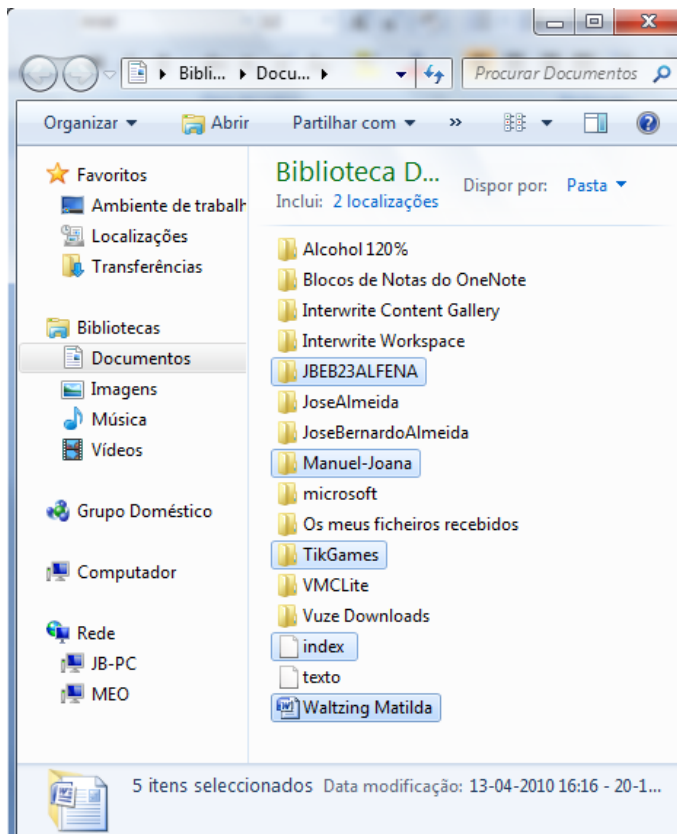 Bibli... Docu... Procurar Documentos
Organizar Abrir Partilhar com »
Favoritos
Ambiente de trabalh
Localizações
Transferências
Bibliotecas
Documentos
Imagens
Música
Vídeos
Grupo Doméstico
Computador
Rede
JB-PC
MEO
Biblioteca D...
Inclui: 2 localizações
Dispor por: Pasta
Alcohol 120%
Blocos de Notas do OneNote
Interwrite Content Gallery
Interwrite Workspace
JBEB23ALFENA
JoseAlmeida
JoseBernardoAlmeida
Manuel-Joana
microsoft
Os meus ficheiros recebidos
TikGames
VMCLite
Vuze Downloads
index
texto
Waltzing Matilda
5 itens seleccionados Data modificação: 13-04-2010 16:16 - 20-1...